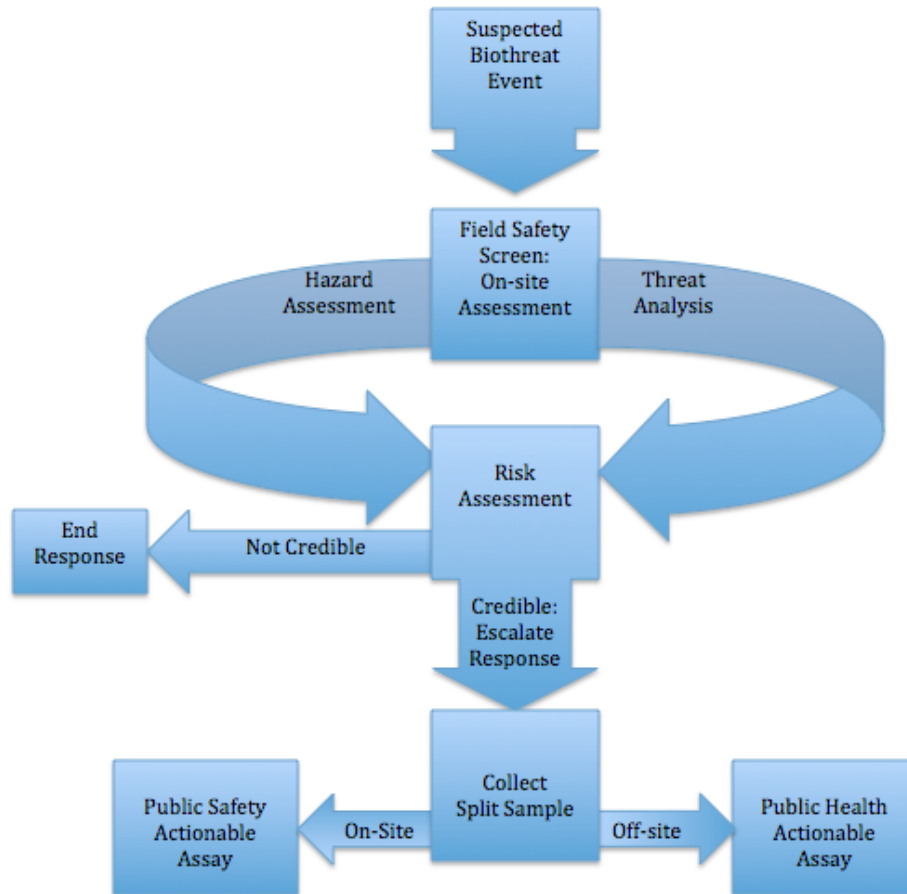 Suspected
Biothreat
Event
Field Safety
Screen:
On-site
Assessment
Hazard
Assessment
Threat
Analysis
Risk
Assessment
End
Response
Not Credible
Credible:
Escalate
Response
Collect
Split Sample
Public Safety
Actionable
Assay
On-Site
Off-site
Public Health
Actionable
Assay